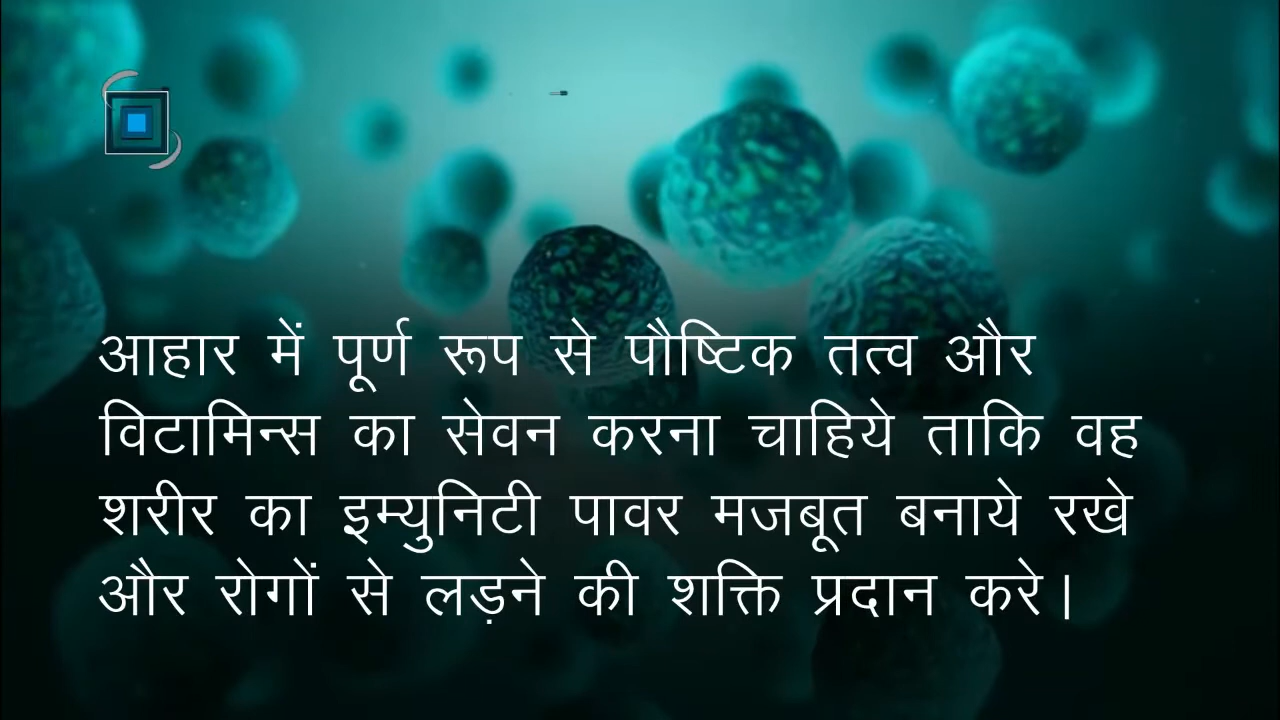 आहार में पूर्ण रूप से पौष्टिक तत्व और
विटामिन्स का सेवन करना चाहिये ताकि वह
शरीर का इम्युनिटी पावर मजबूत बनाये रखे
और रोगों से लड़ने की शक्ति प्रदान करे।